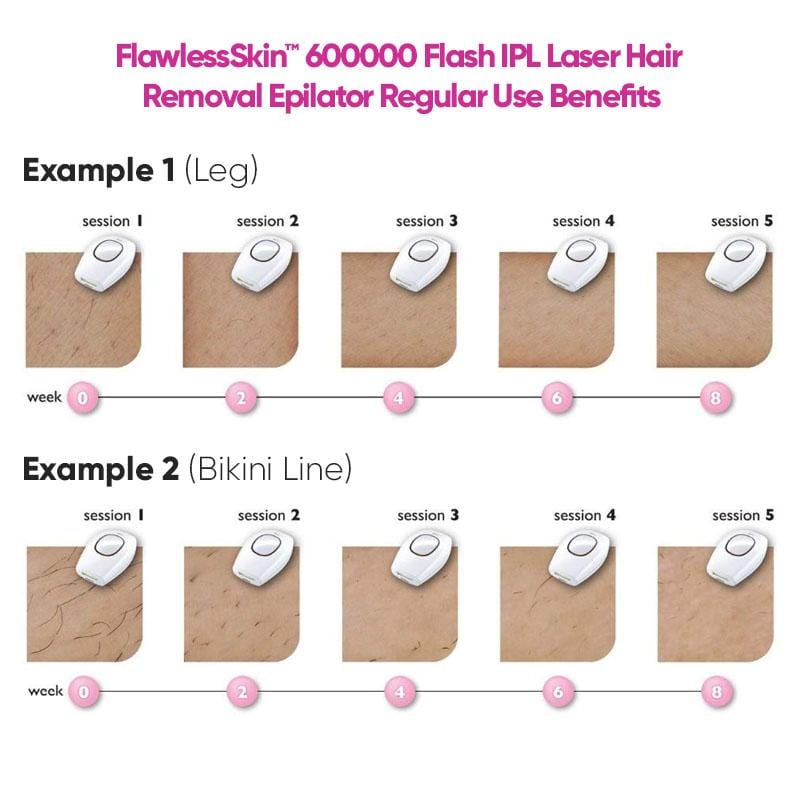 FlawlessSkin™ 600000 Flash IPL Laser Hair
Removal Epilator Regular Use Benefits
Example 1 (Leg)
session 1 session 2 session 3 session 4 session 5
week 0 2 4 6 8
Example 2 (Bikini Line)
session 1 session 2 session 3 session 4 session 5
week 0 2 4 6 8